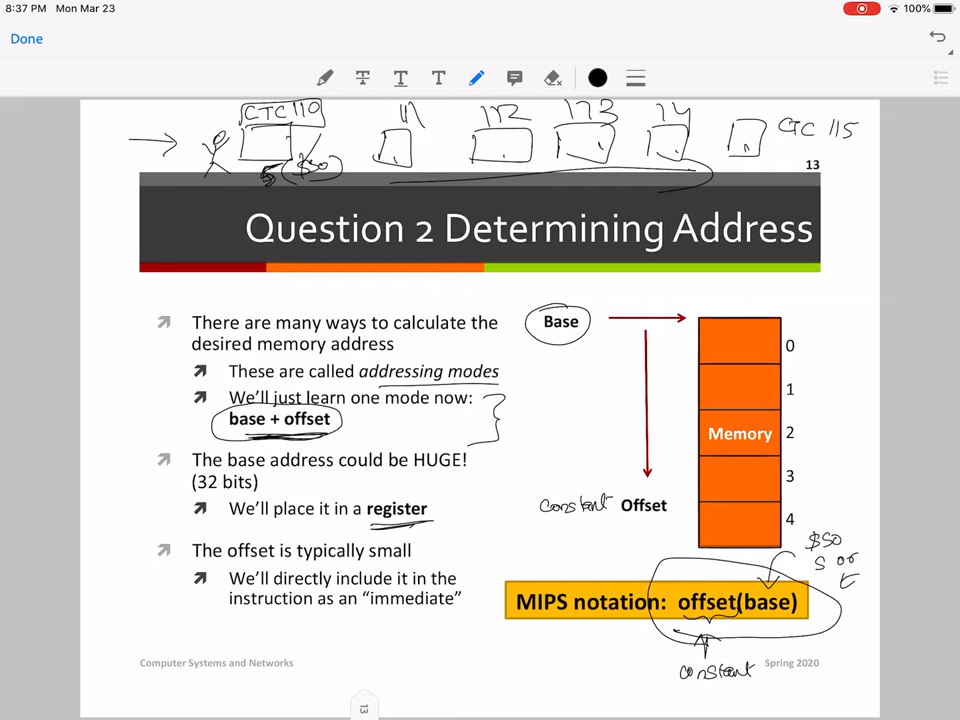 8:37 PM Mon Mar 23
100%
Done
T T T
CTC 110 111 112 113 114 CTC 115
5 ($s0)
13
Question 2 Determining Address
There are many ways to calculate the
desired memory address
These are called addressing modes
We'll just learn one mode now:
base + offset
The base address could be HUGE!
(32 bits)
We'll place it in a register
The offset is typically small
We'll directly include it in the
instruction as an “immediate”
Base
0
1
Memory 2
3
4
constant Offset
$s0
s or
t
MIPS notation: offset(base)
constant
Computer Systems and Networks
Spring 2020
13